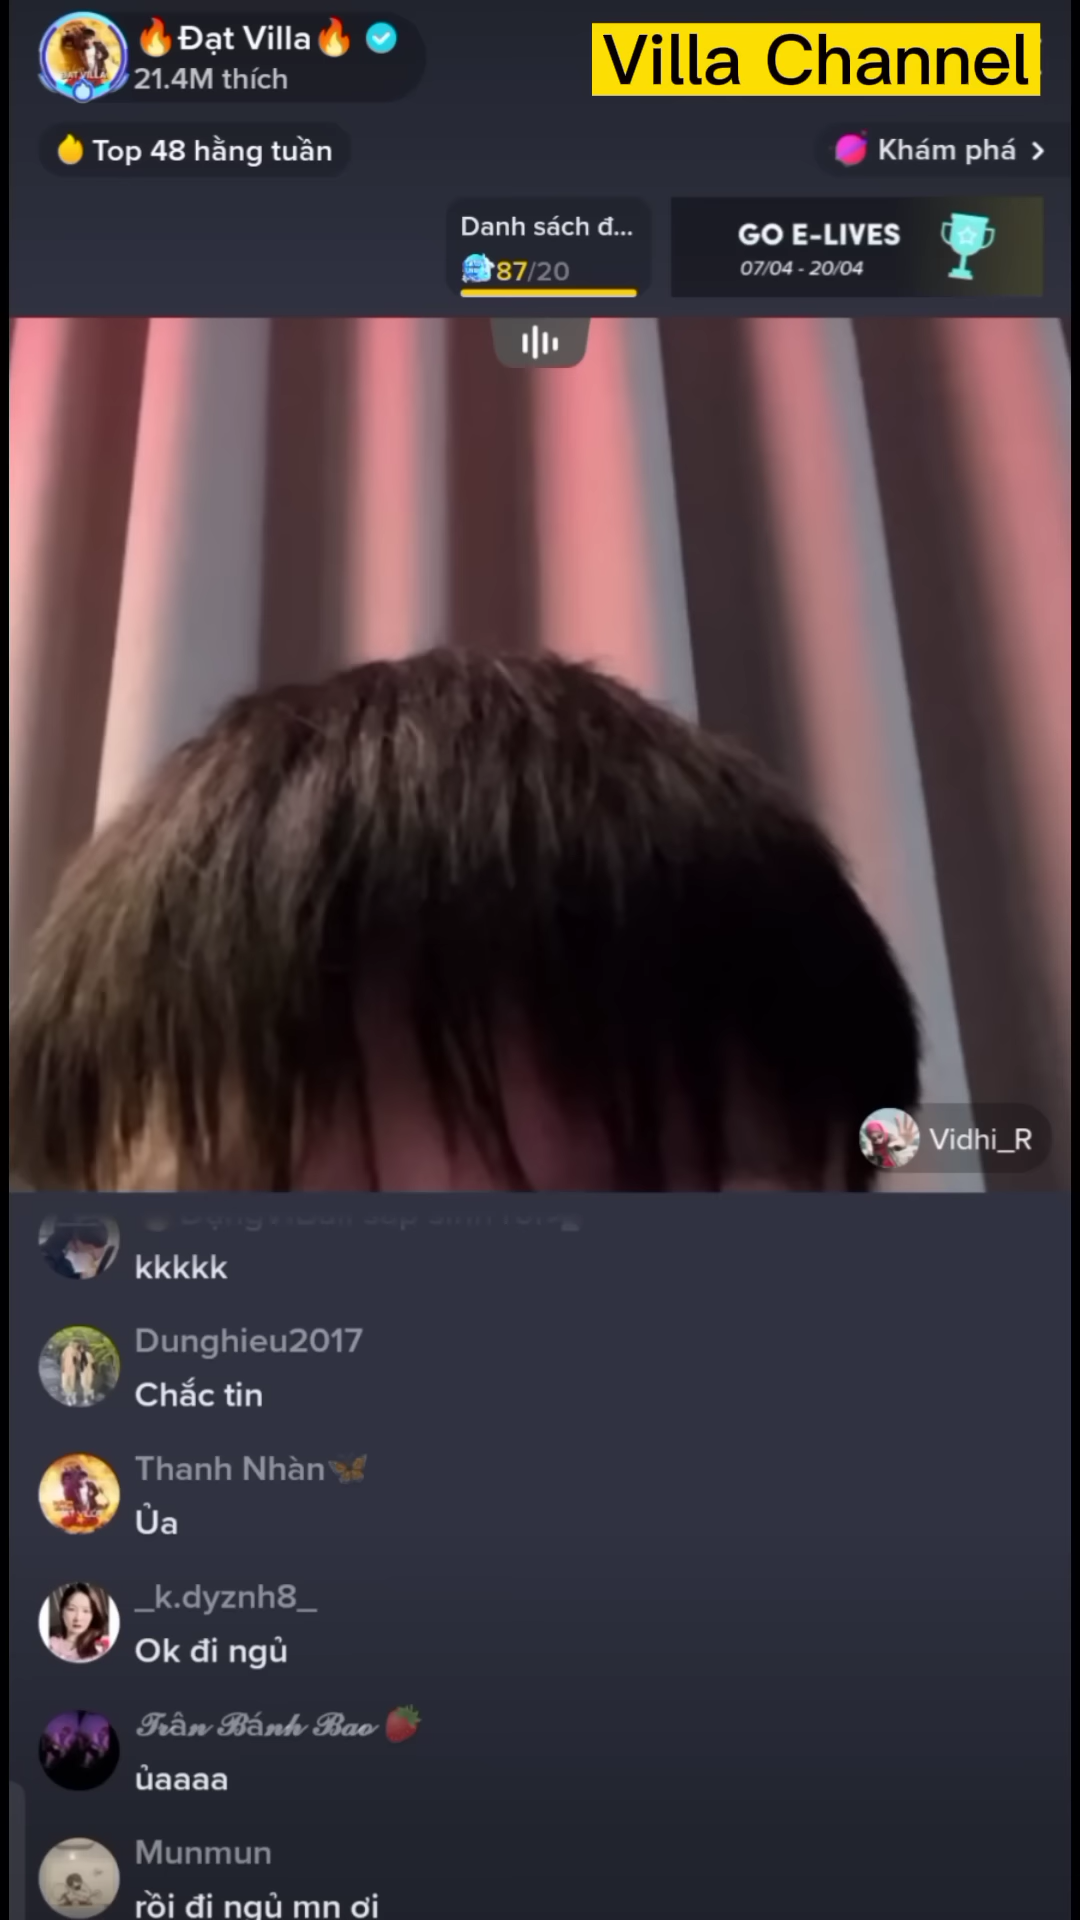 🔥Đạt Villa🔥
21.4M thích
Villa Channel
Top 48 hằng tuần
Khám phá >
Danh sách đ...
87/20
GO E-LIVES
07/04 - 20/04
Vidhi_R
kkkkk
Dunghieu2017
Chắc tin
Thanh Nhàn🦋
Ủa
_k.dyznh8_
Ok đi ngủ
𝒯𝓇â𝓃 ℬá𝓃𝒽 ℬ𝒶ℴ 🍓
ủaaaa
Munmun
rồi đi ngủ mn ơi